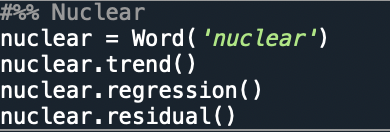 #%% Nuclear
nuclear = Word('nuclear')
nuclear.trend()
nuclear.regression()
nuclear.residual()